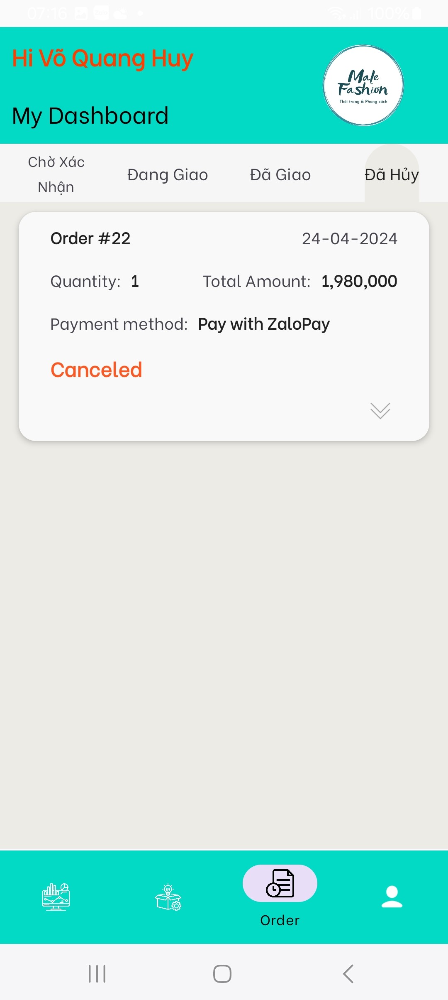 07:16 100%
Hi Võ Quang Huy
Male
Fashion
Thời trang & Phong cách
My Dashboard
Chờ Xác
Nhận
Đang Giao
Đã Giao
Đã Hủy
Order #22 24-04-2024
Quantity: 1 Total Amount: 1,980,000
Payment method: Pay with ZaloPay
Canceled
Order